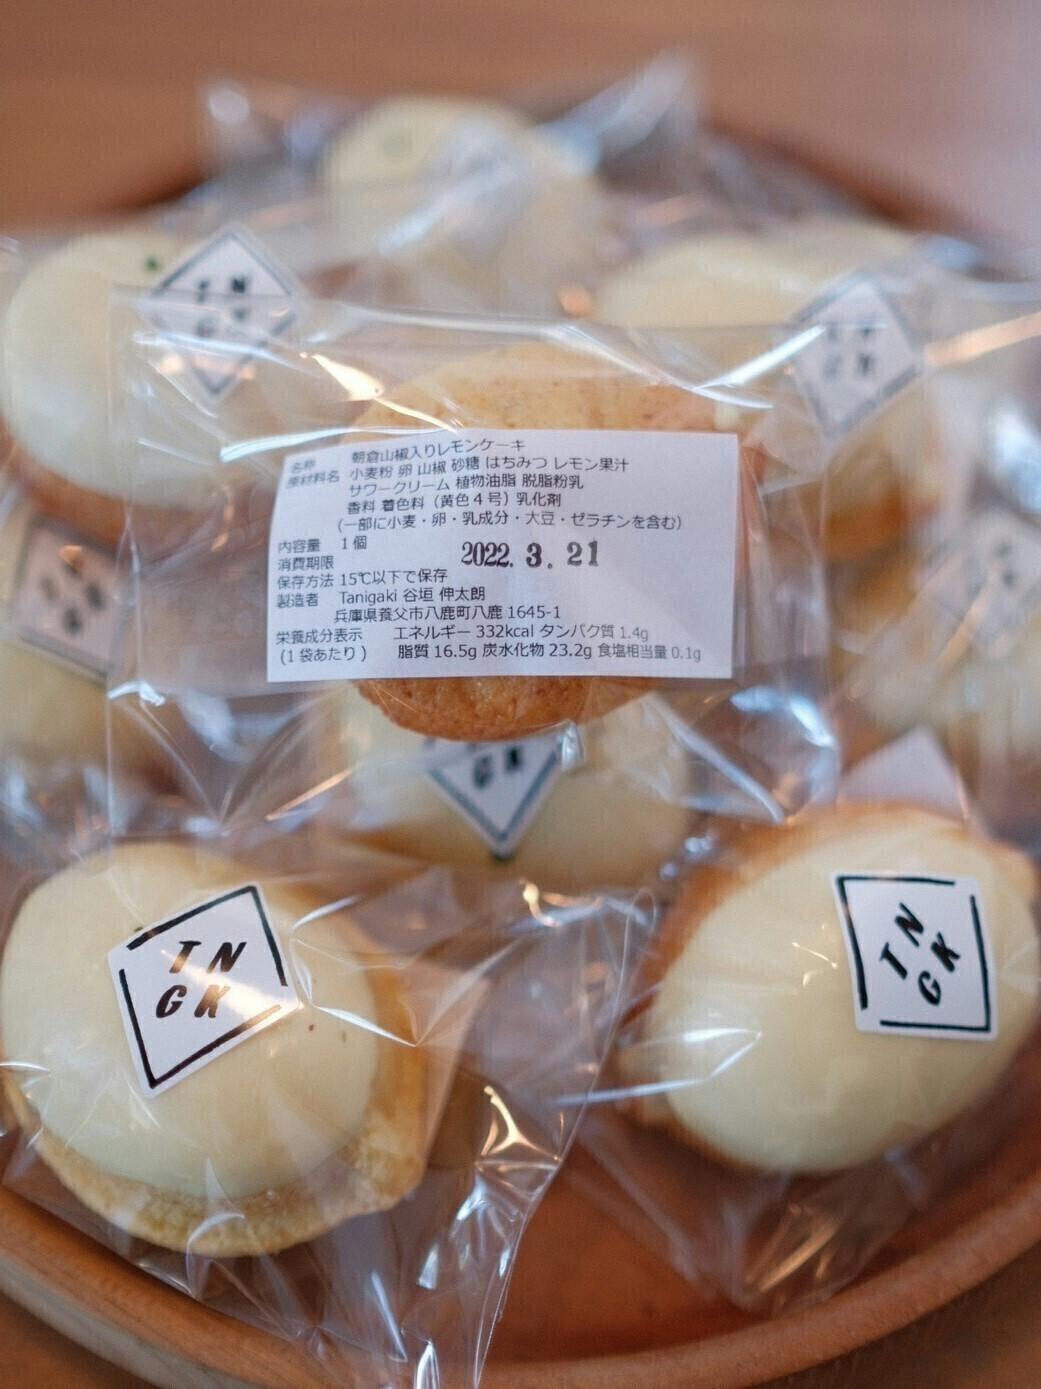 T N
G K
名称 朝倉山椒入りレモンケーキ
原材料名 小麦粉 卵 山椒 砂糖 はちみつ レモン果汁
サワークリーム 植物油脂 脱脂粉乳
香料 着色料（黄色４号）乳化剤
（一部に小麦・卵・乳成分・大豆・ゼラチンを含む）
内容量 １個
消費期限 2022. 3. 21
保存方法 15℃以下で保存
製造者 Tanigaki 谷垣 伸太朗
兵庫県養父市八鹿町八鹿 1645-1
栄養成分表示 エネルギー 332kcal タンパク質 1.4g
(１袋あたり) 脂質 16.5g 炭水化物 23.2g 食塩相当量 0.1g
G K
T N
G K
T N
G K